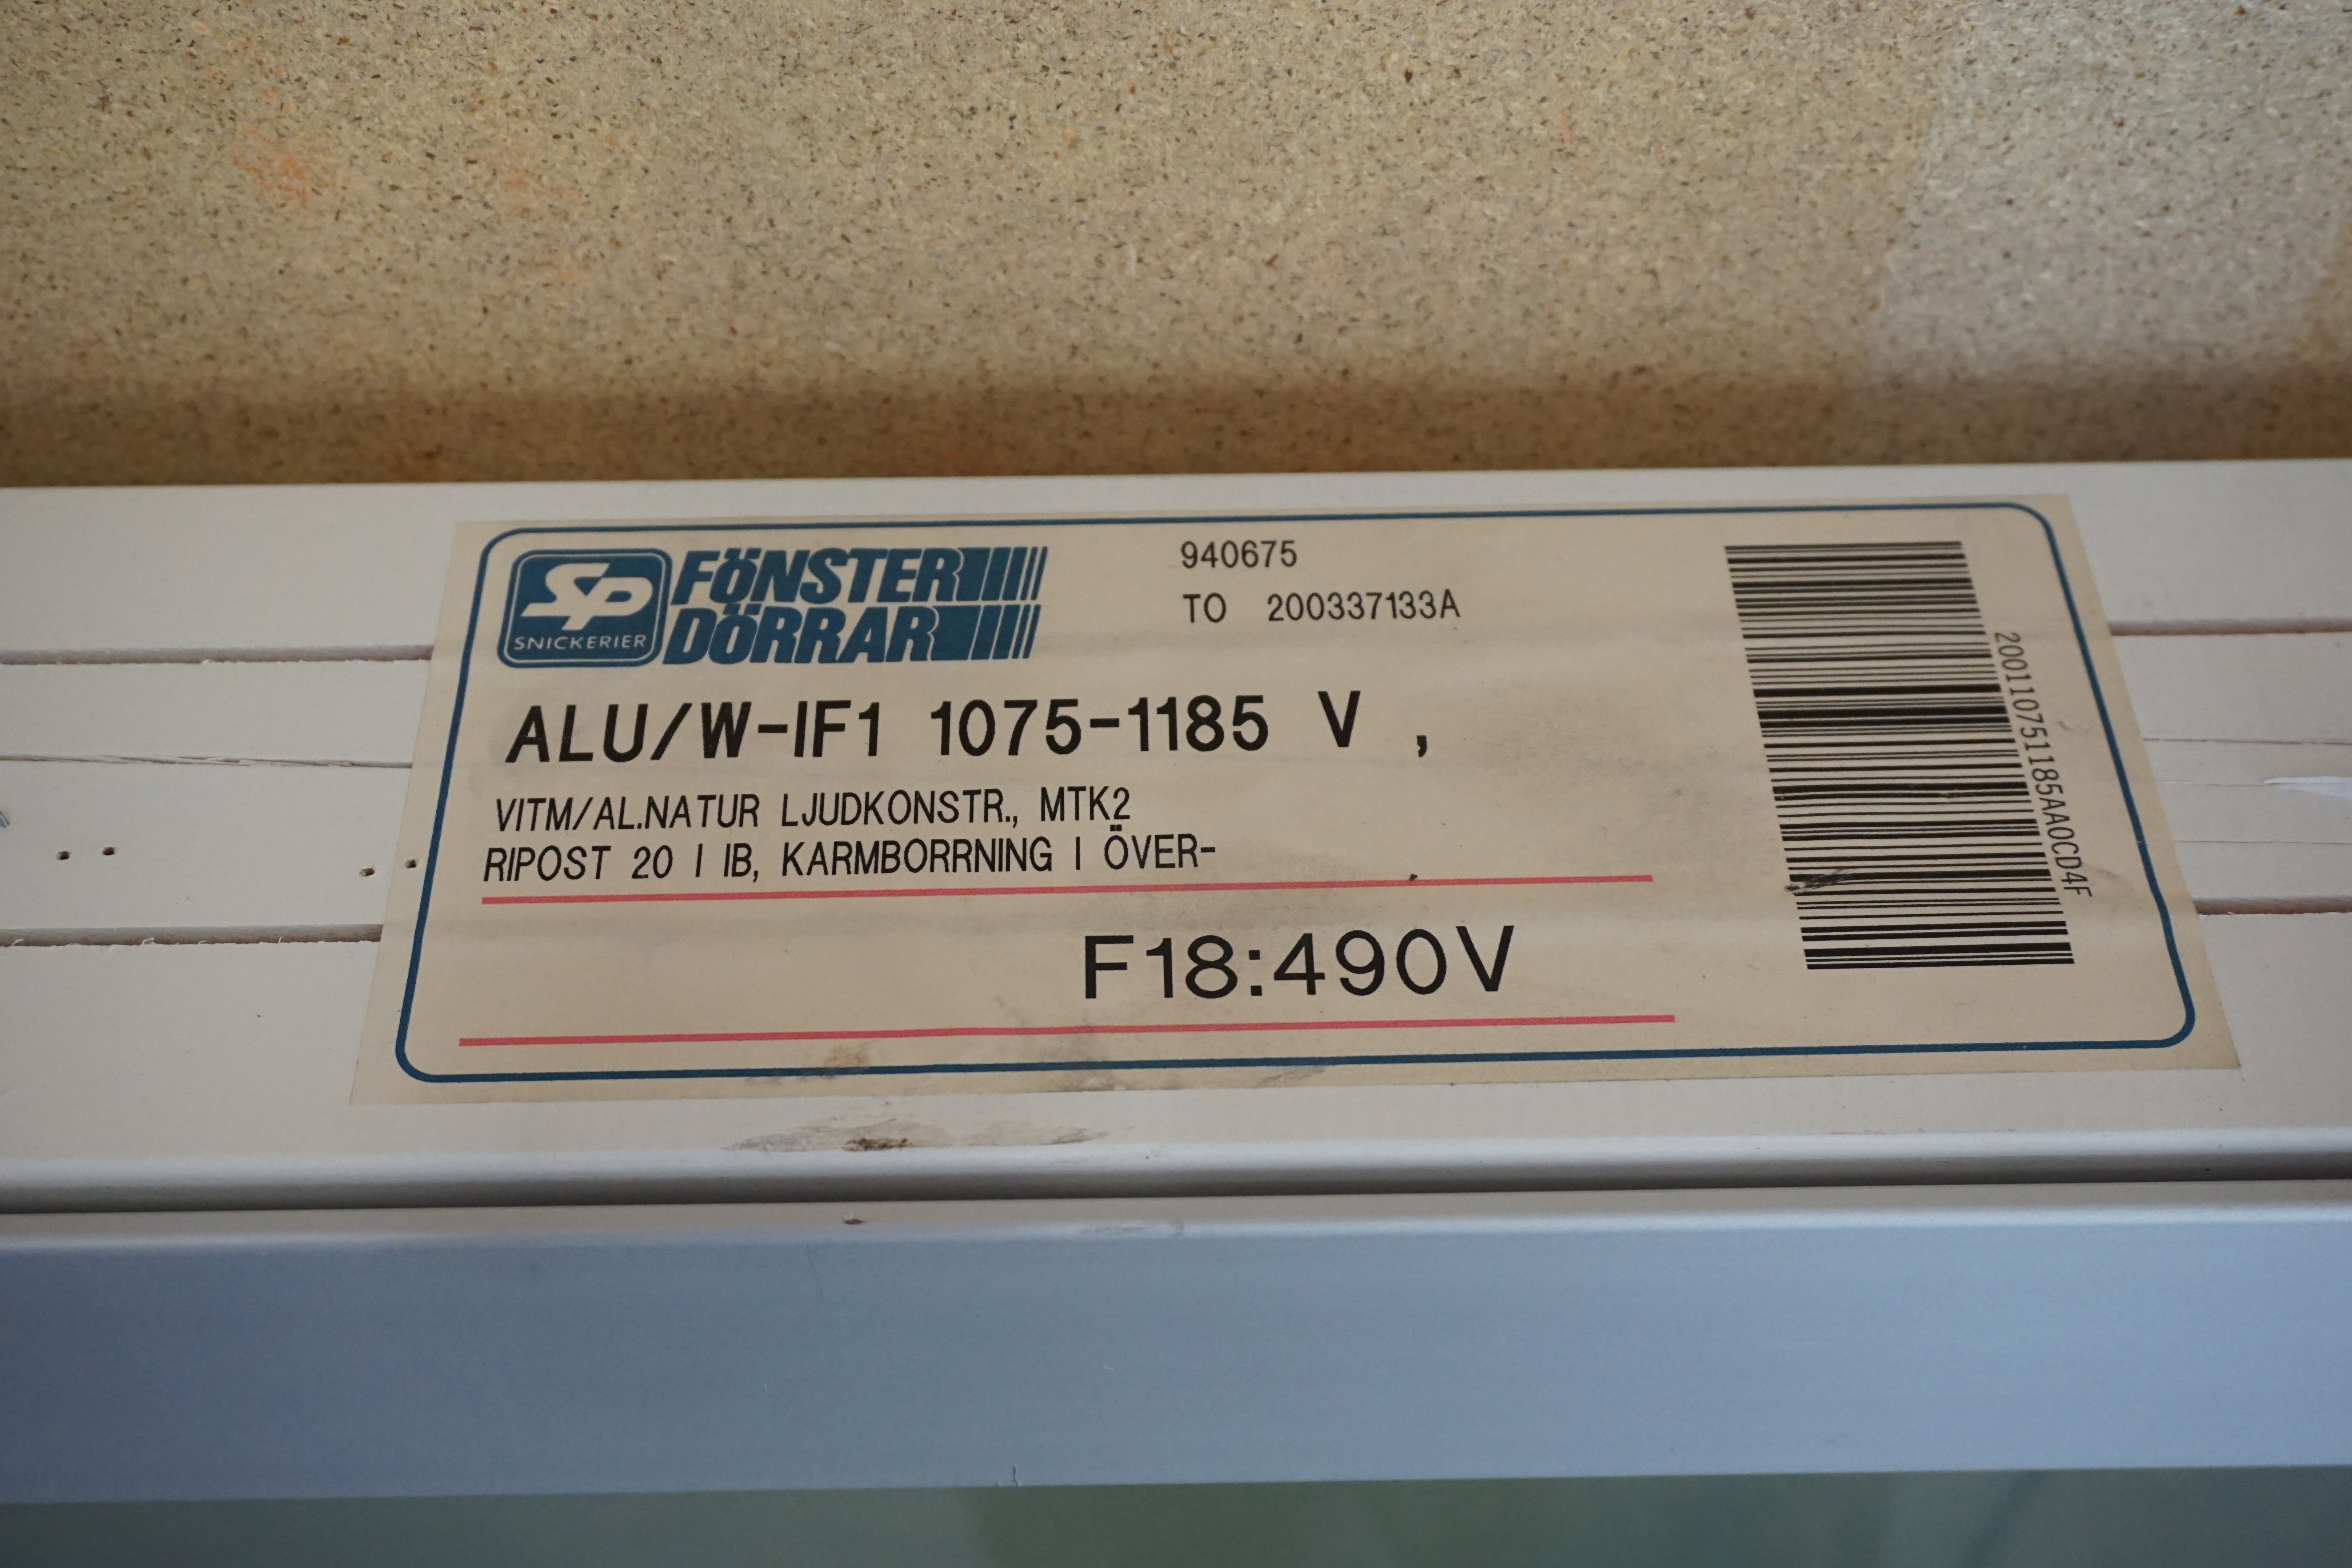 SP SNICKERIER
FÖNSTER
DÖRRAR
940675
TO 200337133A
ALU/W-IF1 1075-1185 V ,
VITM/AL.NATUR LJUDKONSTR., MTK2
RIPOST 20 I IB, KARMBORRNING I ÖVER-
F18:490V
200110751185AA0CD4F